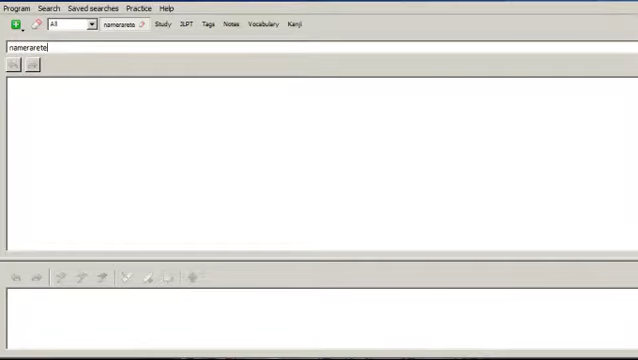 Program Search Saved searches Practice Help
All namerarete Study JLPT Tags Notes Vocabulary Kanji
namerarete